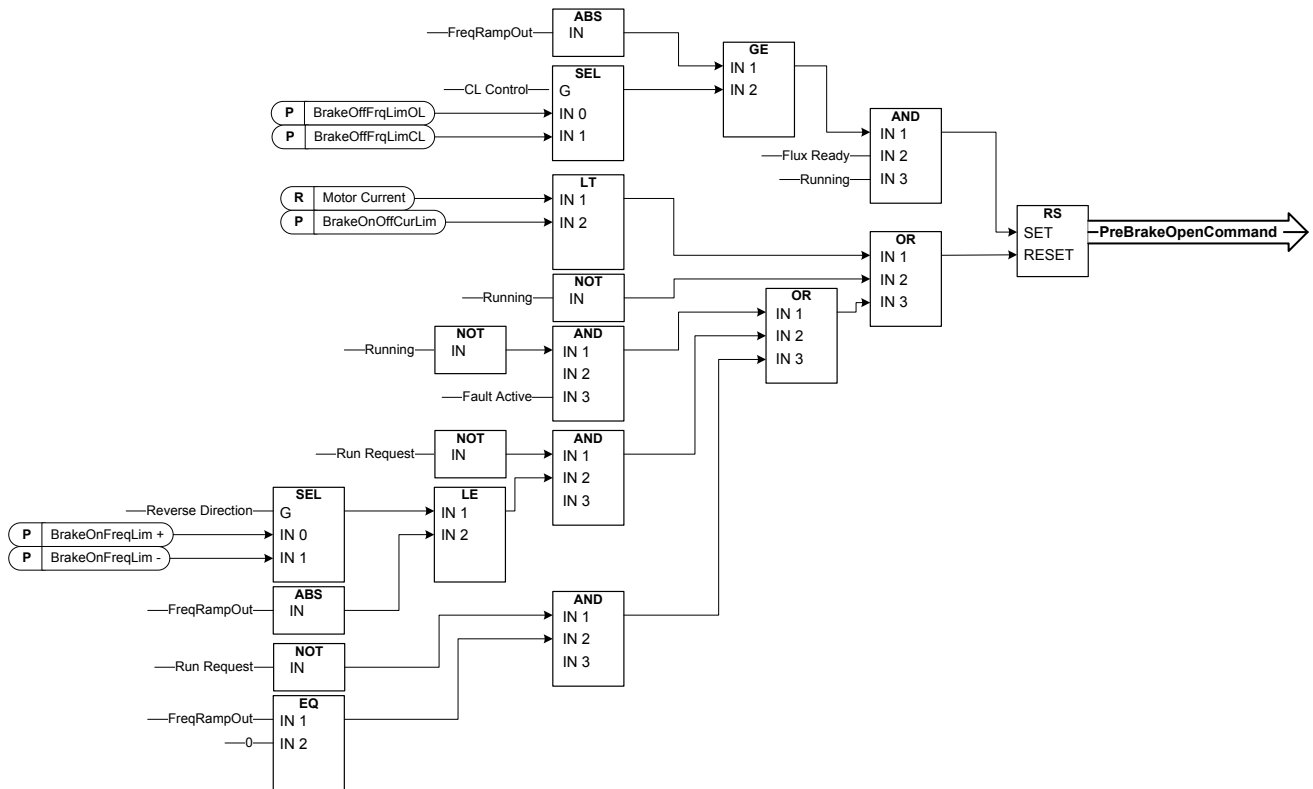 ABS
FreqRampOut
IN
GE
IN 1
IN 2
SEL
CL Control
G
P BrakeOffFrqLimOL
IN 0
P BrakeOffFrqLimCL
IN 1
AND
IN 1
Flux Ready
IN 2
Running
IN 3
LT
R Motor Current
IN 1
P BrakeOnOffCurLim
IN 2
RS
SET
PreBrakeOpenCommand
RESET
OR
IN 1
IN 2
IN 3
NOT
Running
IN
OR
IN 1
IN 2
IN 3
NOT
Running
IN
AND
IN 1
IN 2
Fault Active
IN 3
NOT
Run Request
IN
AND
IN 1
IN 2
IN 3
SEL
Reverse Direction
G
P BrakeOnFreqLim +
IN 0
P BrakeOnFreqLim -
IN 1
LE
IN 1
IN 2
ABS
FreqRampOut
IN
AND
IN 1
IN 2
IN 3
NOT
Run Request
IN
EQ
FreqRampOut
IN 1
0
IN 2